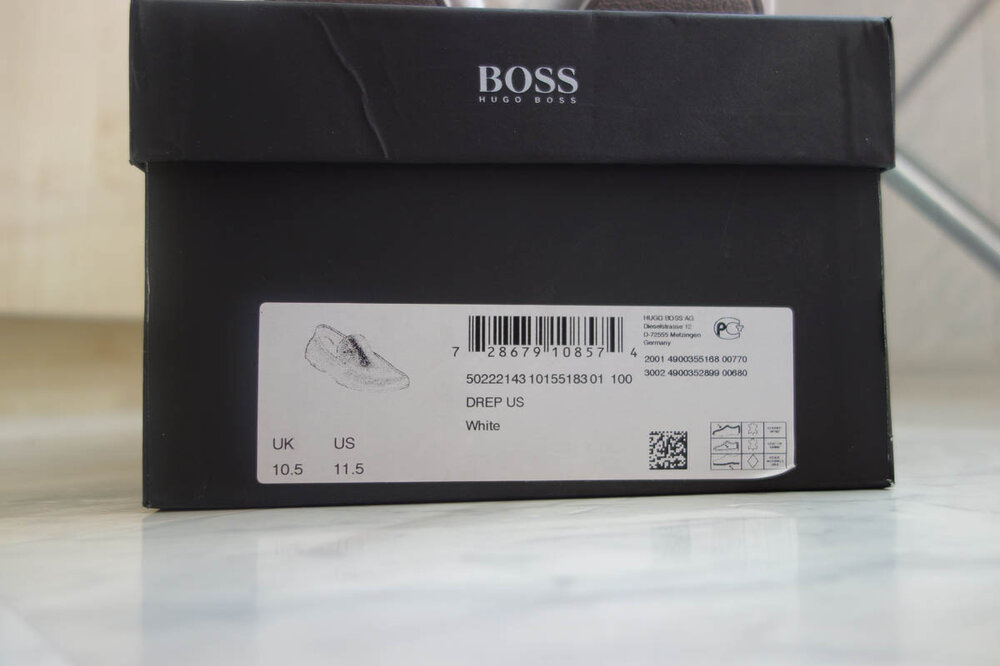 BOSS
HUGO BOSS
7 28679 10857 4
50222143 10155183 01 100
DREP US
White
HUGO BOSS AG
Dieselstrasse 12
D-72555 Metzingen
Germany
2001 4900355168 00770
3002 4900352899 00680
UK US
10.5 11.5